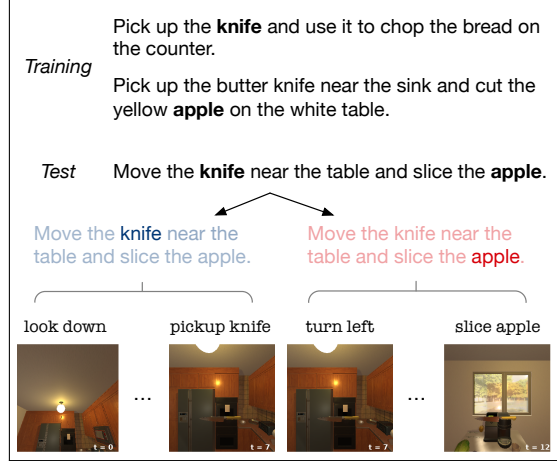 Training
Pick up the knife and use it to chop the bread on
the counter.
Pick up the butter knife near the sink and cut the
yellow apple on the white table.
Test
Move the knife near the table and slice the apple.
Move the knife near the
table and slice the apple.
Move the knife near the
table and slice the apple.
look down
pickup knife
turn left
slice apple
...
...
t = 0
t = 7
t = 7
t = 12